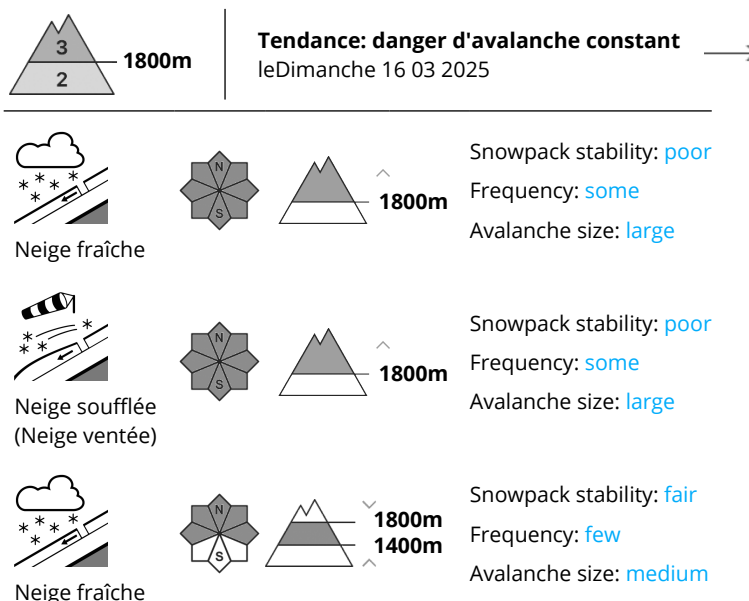 3
2
1800m
Tendance: danger d'avalanche constant
leDimanche 16 03 2025
Neige fraîche
N
S
1800m
Snowpack stability: poor
Frequency: some
Avalanche size: large
Neige soufflée
(Neige ventée)
N
S
1800m
Snowpack stability: poor
Frequency: some
Avalanche size: large
Neige fraîche
N
S
1800m
1400m
Snowpack stability: fair
Frequency: few
Avalanche size: medium